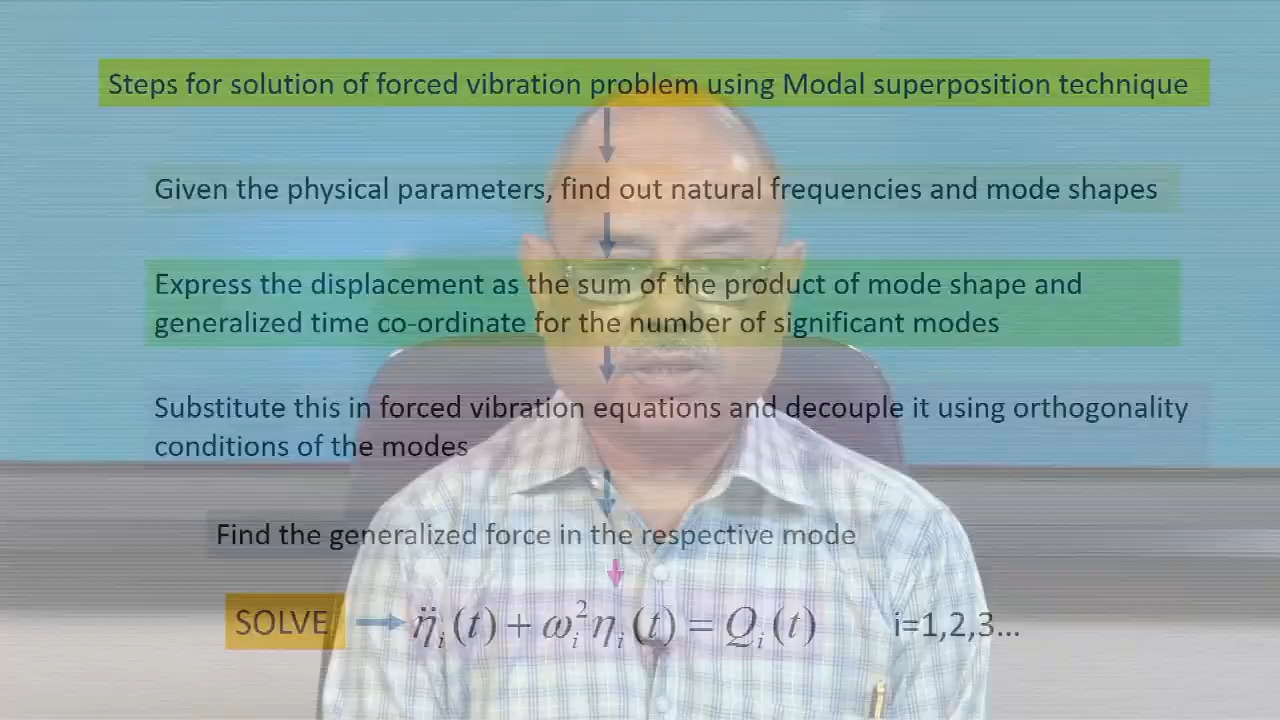 Steps for solution of forced vibration problem using Modal superposition technique
Given the physical parameters, find out natural frequencies and mode shapes
Express the displacement as the sum of the product of mode shape and
generalized time co-ordinate for the number of significant modes
Substitute this in forced vibration equations and decouple it using orthogonality
conditions of the modes
Find the generalized force in the respective mode
SOLVE η̈ᵢ(t) + ωᵢ²ηᵢ(t) = Qᵢ(t) i=1,2,3...